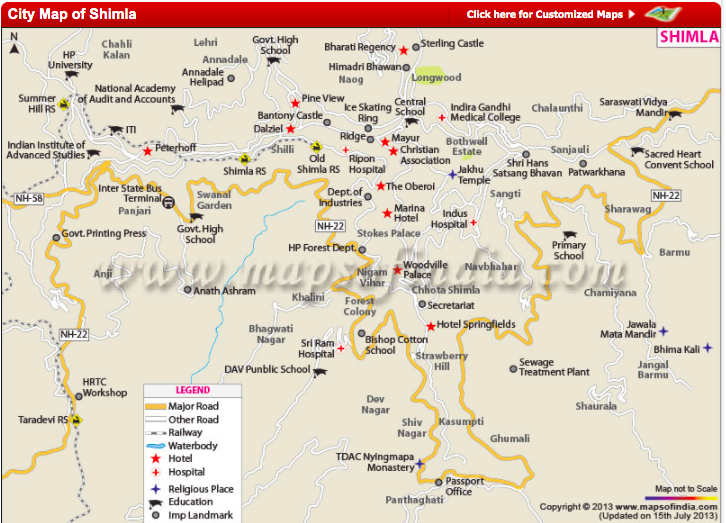 City Map of Shimla
Click here for Customized Maps
SHIMLA
N
HP
University
Chahli
Kalan
Lehri
Annadale
Annadale
Helipad
Govt. High
School
Bharati Regency
Sterling Castle
Himadri Bhawan
Naog
Longwood
Summer
Hill RS
National Academy
of Audit and Accounts
Pine View
Bantony Castle
Dalziel
Ice Skating
Ring
Central
School
Indira Gandhi
Medical College
Chalaunthi
Saraswati Vidya
Mandir
ITI
Indian Institute of
Advanced Studies
Peterhoff
Shilli
Shimla RS
Old
Shimla RS
Ridge
Mayur
Christian
Association
Ripon
Hospital
Bothwell
Estate
Jakhu
Temple
Shri Hans
Satsang Bhavan
Sanjauli
Patwarkhana
Sacred Heart
Convent School
NH-58
Inter State Bus
Terminal
Panjari
Swanal
Garden
Govt. High
School
Dept. of
Industries
The Oberoi
Marina
Hotel
Stokes Palace
Indus
Hospital
Sangti
NH-22
Sharawag
Govt. Printing Press
NH-22
HP Forest Dept.
Primary
School
Barmu
Anji
www.mapsofindia.com
Anath Ashram
Nigam
Vihar
Woodville
Palace
Navbhahar
Chhota Shimla
Chamiyana
Khalini
Forest
Colony
Secretariat
NH-22
Bhagwati
Nagar
Sri Ram
Hospital
Bishop Cotton
School
Hotel Springfields
Jawala
Mata Mandir
Bhima Kali
DAV Punblic School
Strawberry
Hill
Sewage
Treatment Plant
Jangal
Barmu
HRTC
Workshop
Taradevi RS
Dev
Nagar
Shiv
Nagar
Kasumpti
Shaurala
Ghumali
TDAC Nyingmapa
Monastery
Passport
Office
Panthaghati
LEGEND
Major Road
Other Road
Railway
Waterbody
Hotel
Hospital
Religious Place
Education
Imp Landmark
Map not to Scale
Copyright © 2013 www.mapsofindia.com
(Updated on 15th July 2013)